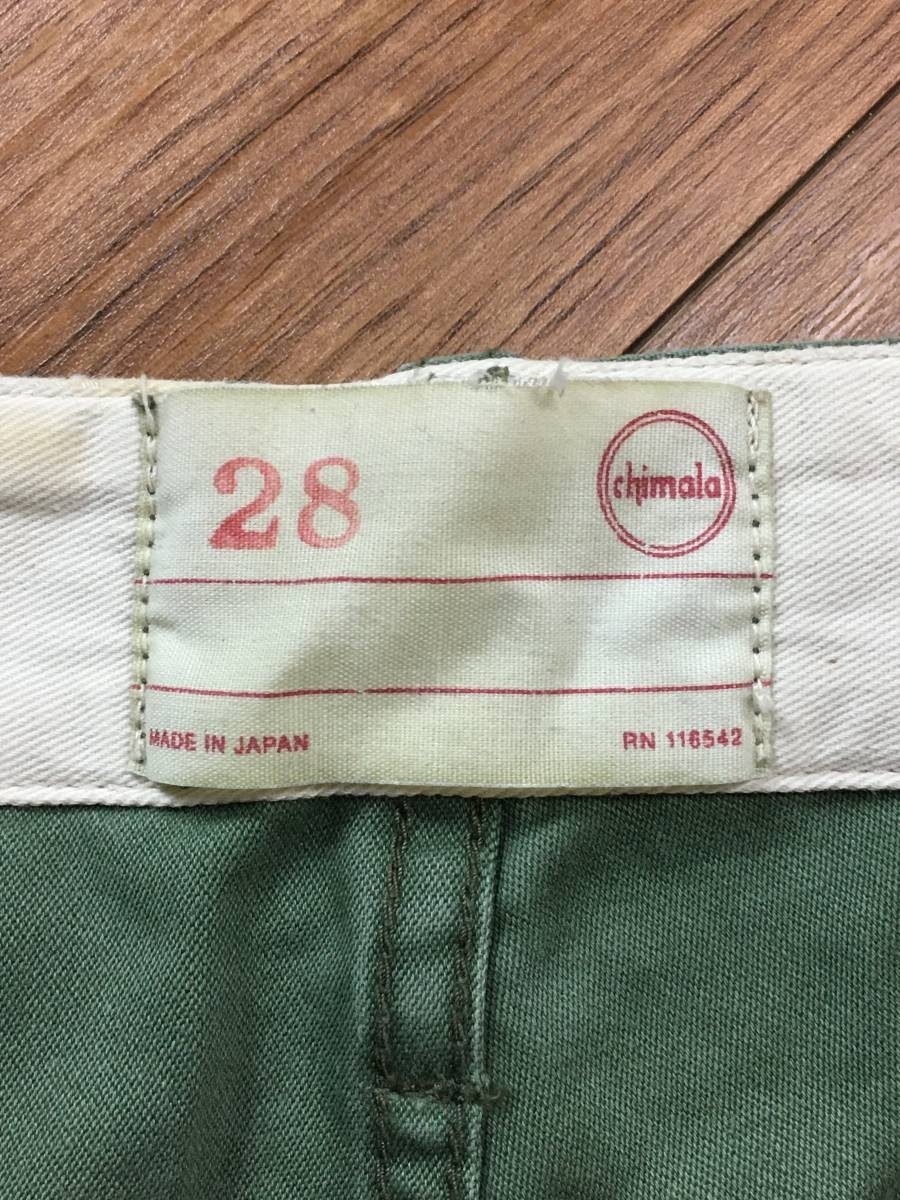 28
chimala
MADE IN JAPAN
RN 116542